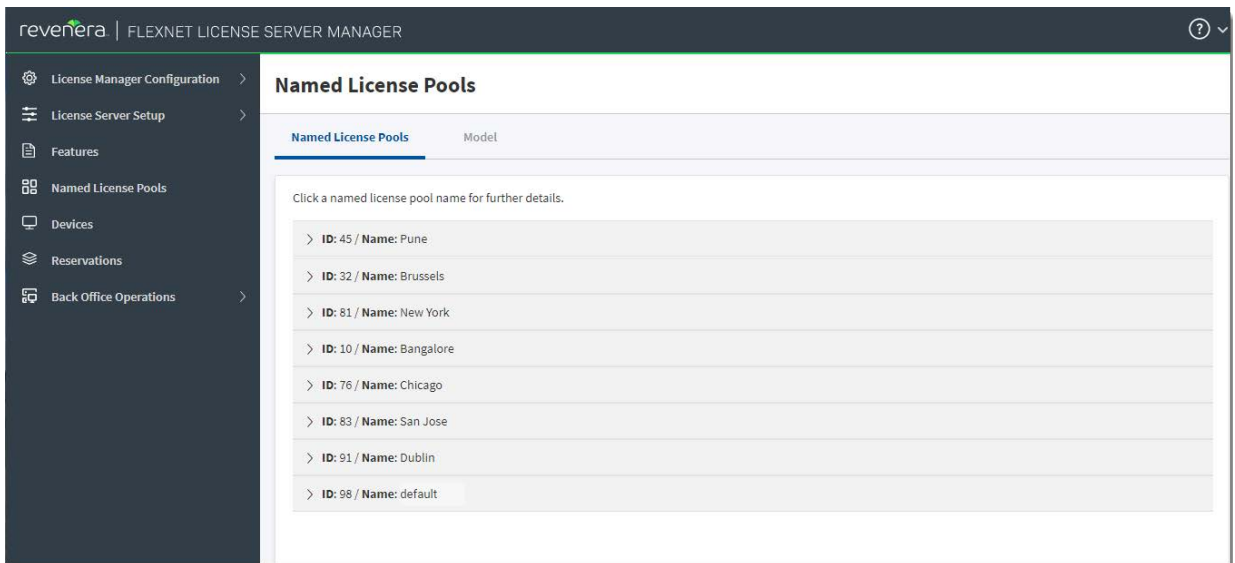 revenera. | FLEXNET LICENSE SERVER MANAGER
License Manager Configuration
License Server Setup
Features
Named License Pools
Devices
Reservations
Back Office Operations
Named License Pools
Named License Pools Model
Click a named license pool name for further details.
ID: 45 / Name: Pune
ID: 32 / Name: Brussels
ID: 81 / Name: New York
ID: 10 / Name: Bangalore
ID: 76 / Name: Chicago
ID: 83 / Name: San Jose
ID: 91 / Name: Dublin
ID: 98 / Name: default